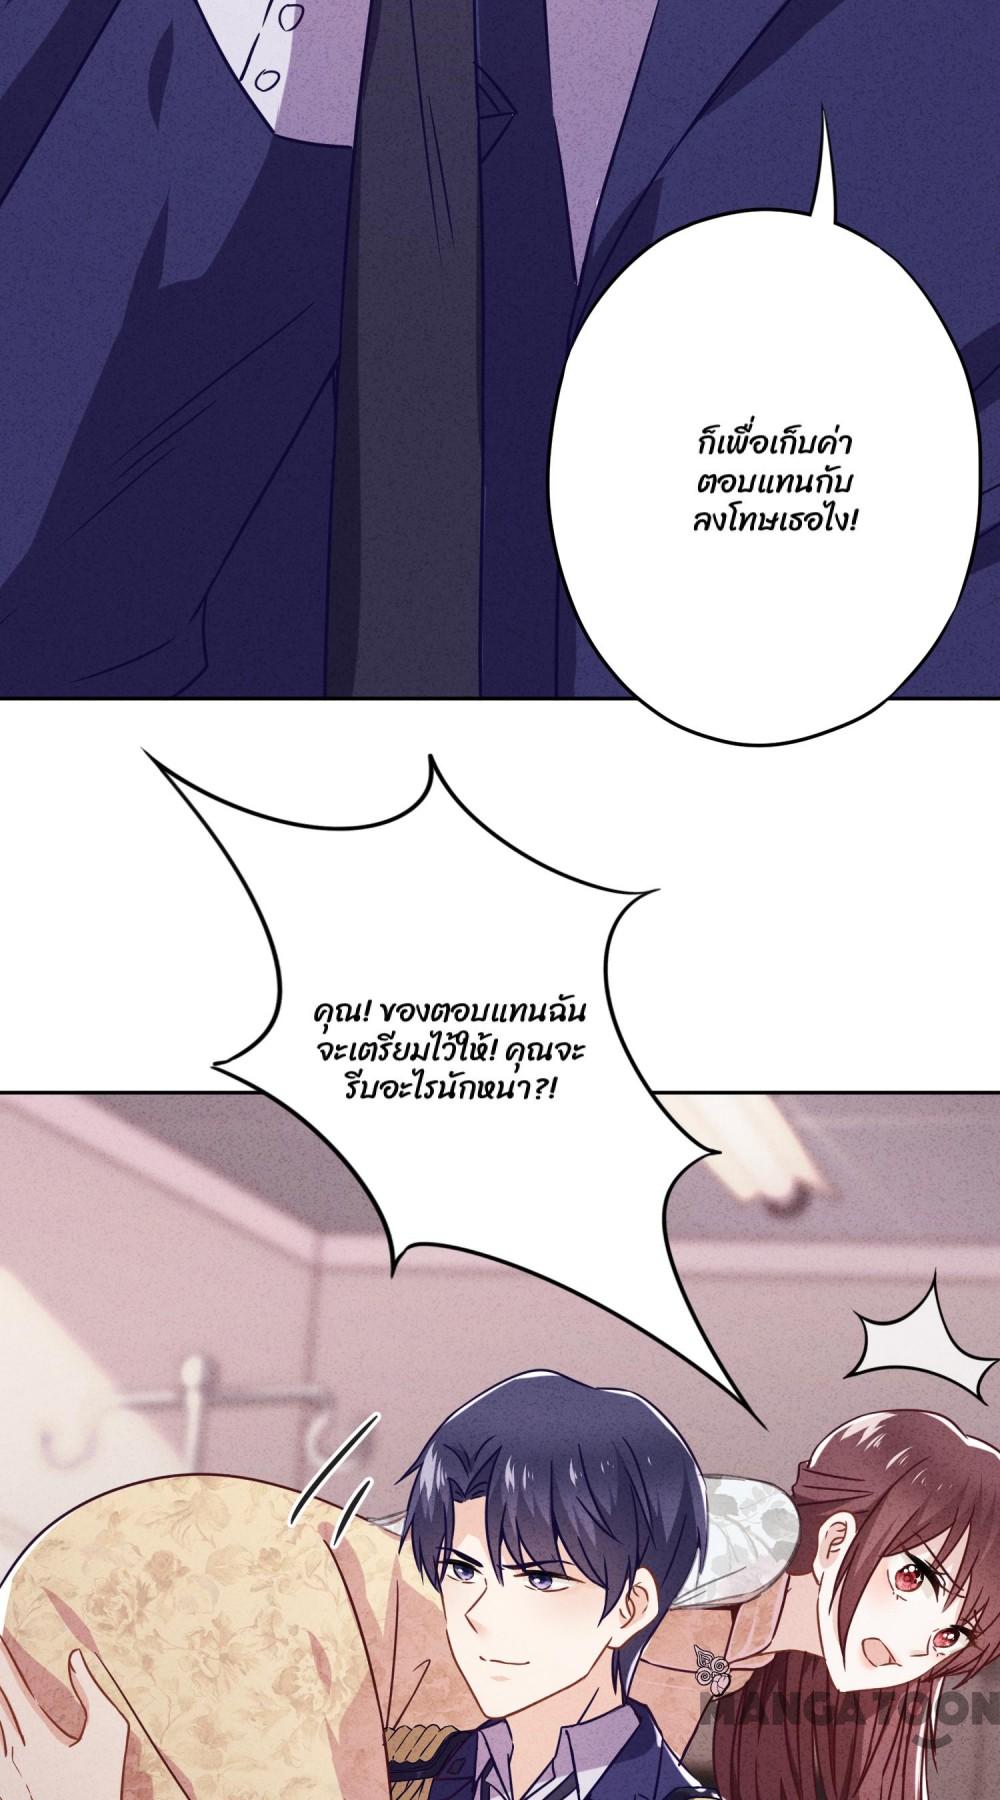 ก็เพื่อเก็บค่า
ตอบแทนกับ
ลงโทษเธอไง!
คุณ! ของตอบแทนฉัน
จะเตรียมไว้ให้! คุณจะ
รีบอะไรนักหนา?!
MANGATOON